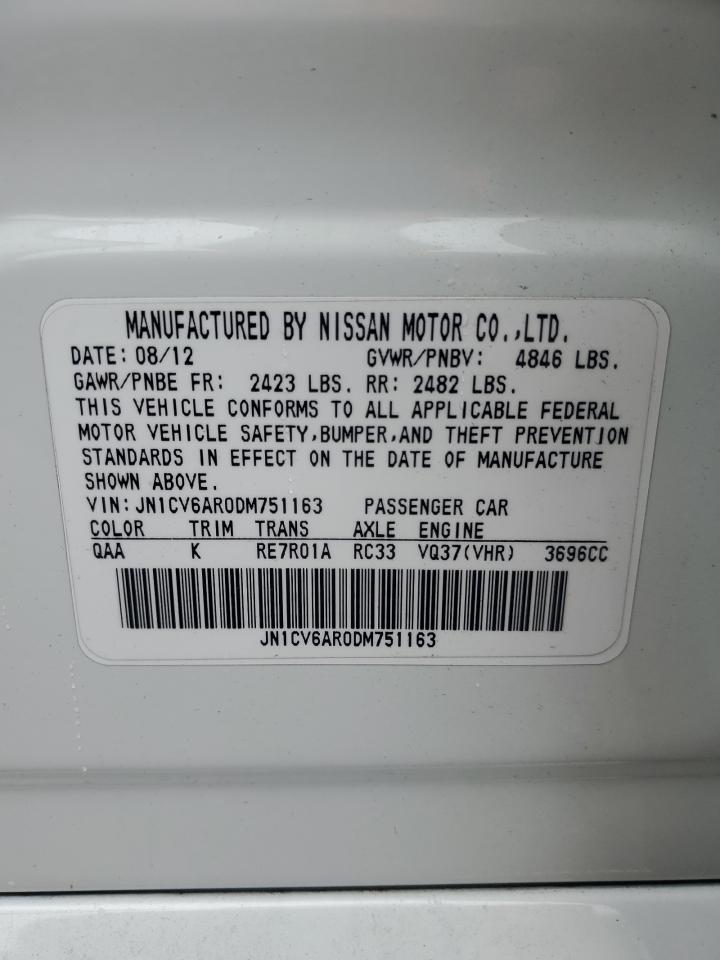 MANUFACTURED BY NISSAN MOTOR CO.,LTD.
DATE: 08/12 GVWR/PNBV: 4846 LBS.
GAWR/PNBE FR: 2423 LBS. RR: 2482 LBS.
THIS VEHICLE CONFORMS TO ALL APPLICABLE FEDERAL
MOTOR VEHICLE SAFETY,BUMPER,AND THEFT PREVENTION
STANDARDS IN EFFECT ON THE DATE OF MANUFACTURE
SHOWN ABOVE.
VIN: JN1CV6AR0DM751163 PASSENGER CAR
COLOR TRIM TRANS AXLE ENGINE
QAA K RE7R01A RC33 VQ37(VHR) 3696CC
JN1CV6AR0DM751163